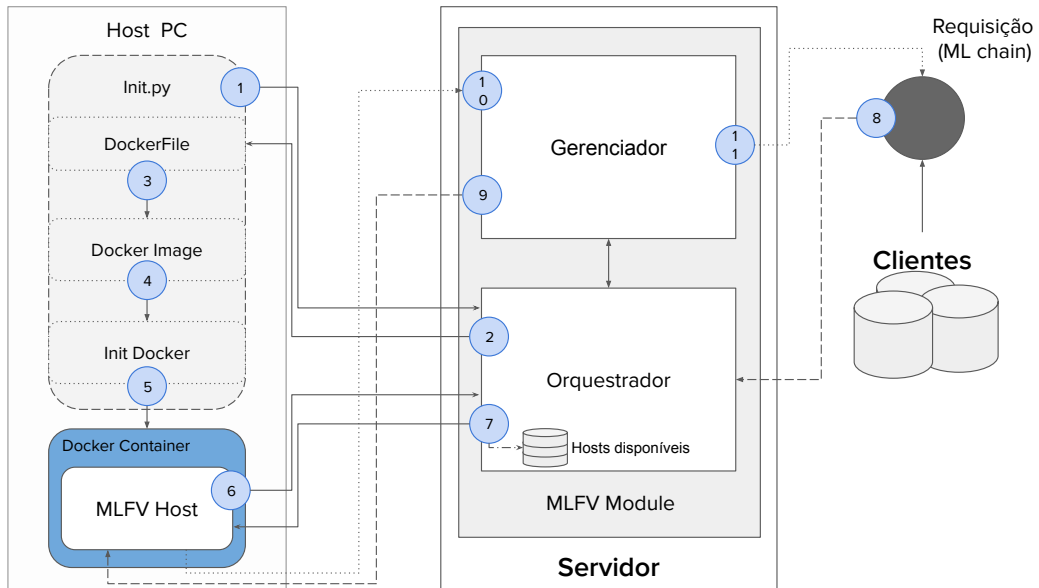 Host PC
Init.py
1
DockerFile
3
Docker Image
4
Init Docker
5
Docker Container
MLFV Host
6
1
0
Gerenciador
1
1
9
2
Orquestrador
7
Hosts disponíveis
MLFV Module
Servidor
Requisição
(ML chain)
8
Clientes